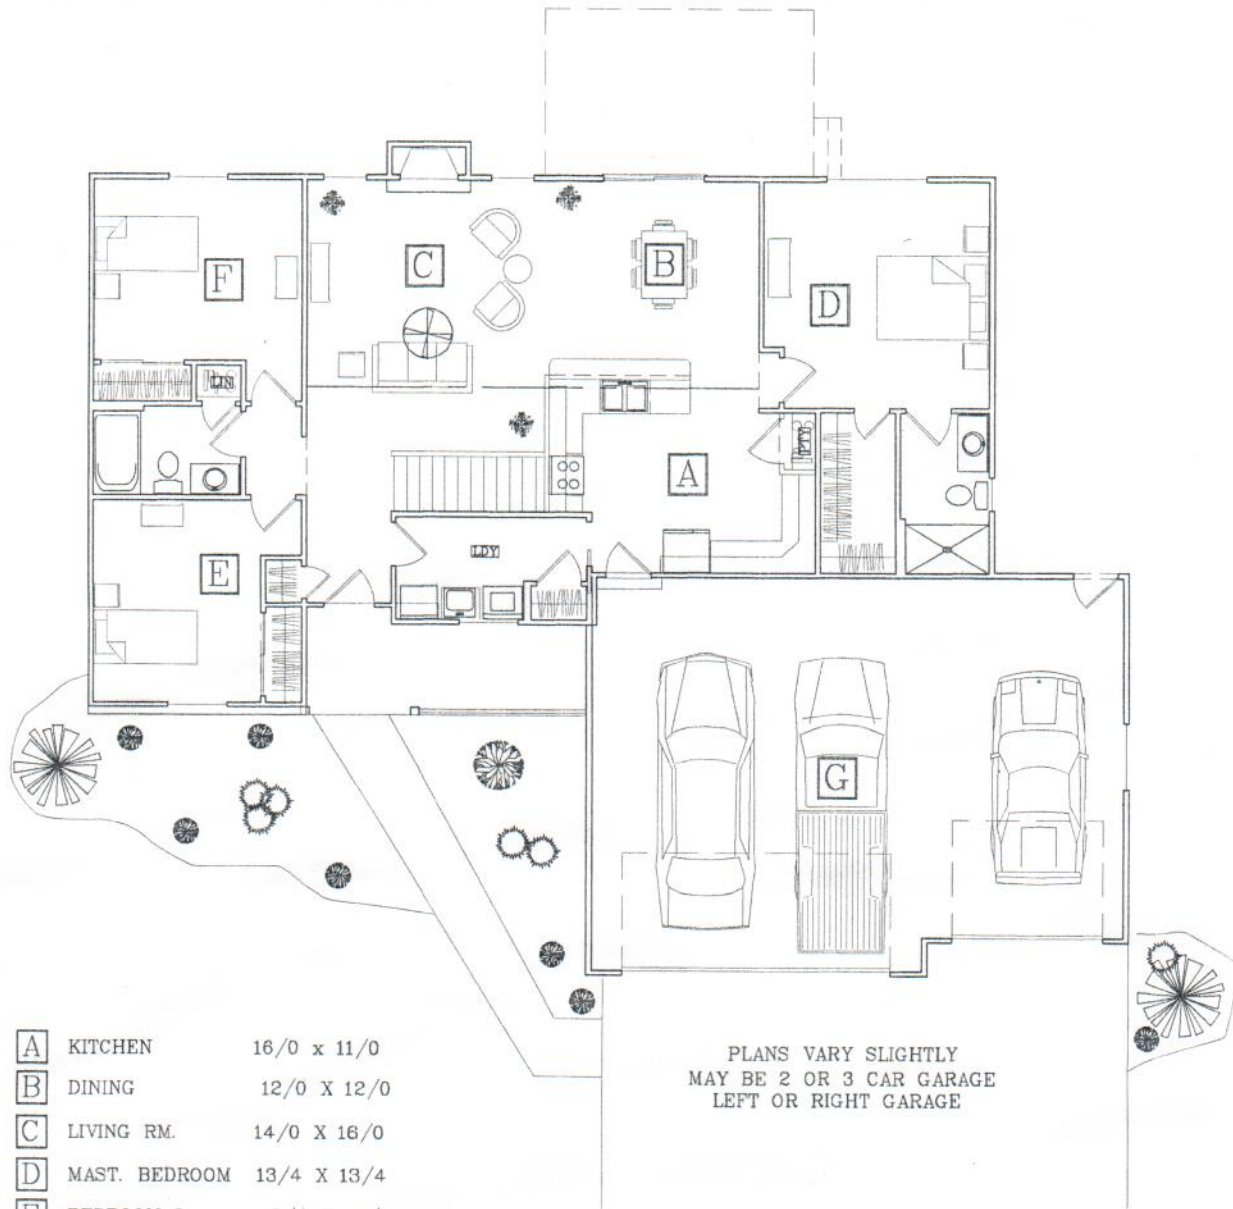 F
C
B
D
LIN
A
PTY
E
LDY
G
A KITCHEN 16/0 x 11/0
B DINING 12/0 X 12/0
C LIVING RM. 14/0 X 16/0
D MAST. BEDROOM 13/4 X 13/4
PLANS VARY SLIGHTLY
MAY BE 2 OR 3 CAR GARAGE
LEFT OR RIGHT GARAGE